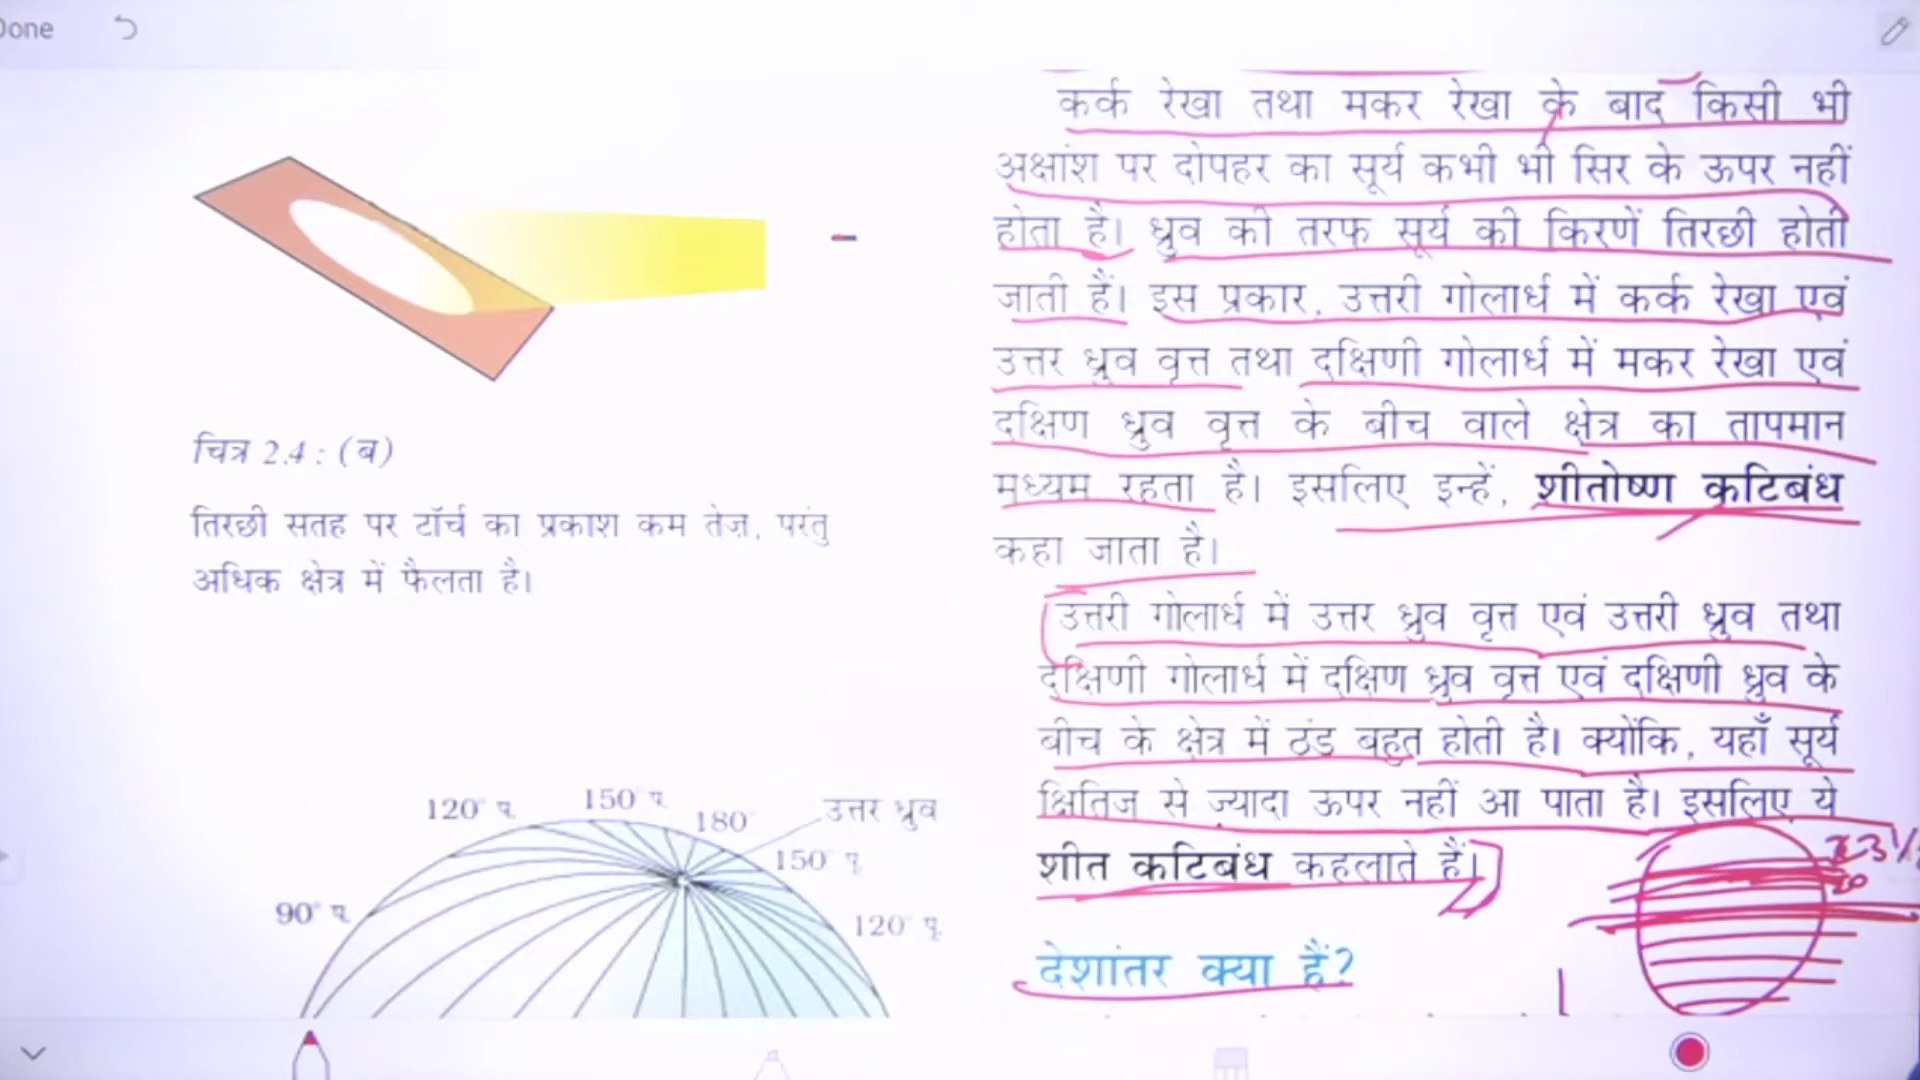 Done
चित्र 2.4 : (ब)
तिरछी सतह पर टॉर्च का प्रकाश कम तेज़, परंतु
अधिक क्षेत्र में फैलता है।
120° प.
150° प.
180°
उत्तर ध्रुव
150° पू.
90° प.
120° पू.
कर्क रेखा तथा मकर रेखा के बाद किसी भी
अक्षांश पर दोपहर का सूर्य कभी भी सिर के ऊपर नहीं
होता है। ध्रुव की तरफ सूर्य की किरणें तिरछी होती
जाती हैं। इस प्रकार, उत्तरी गोलार्ध में कर्क रेखा एवं
उत्तर ध्रुव वृत्त तथा दक्षिणी गोलार्ध में मकर रेखा एवं
दक्षिण ध्रुव वृत्त के बीच वाले क्षेत्र का तापमान
मध्यम रहता है। इसलिए इन्हें, शीतोष्ण कटिबंध
कहा जाता है।
उत्तरी गोलार्ध में उत्तर ध्रुव वृत्त एवं उत्तरी ध्रुव तथा
दक्षिणी गोलार्ध में दक्षिण ध्रुव वृत्त एवं दक्षिणी ध्रुव के
बीच के क्षेत्र में ठंड बहुत होती है। क्योंकि, यहाँ सूर्य
क्षितिज से ज़्यादा ऊपर नहीं आ पाता है। इसलिए ये
शीत कटिबंध कहलाते हैं।
देशांतर क्या हैं?